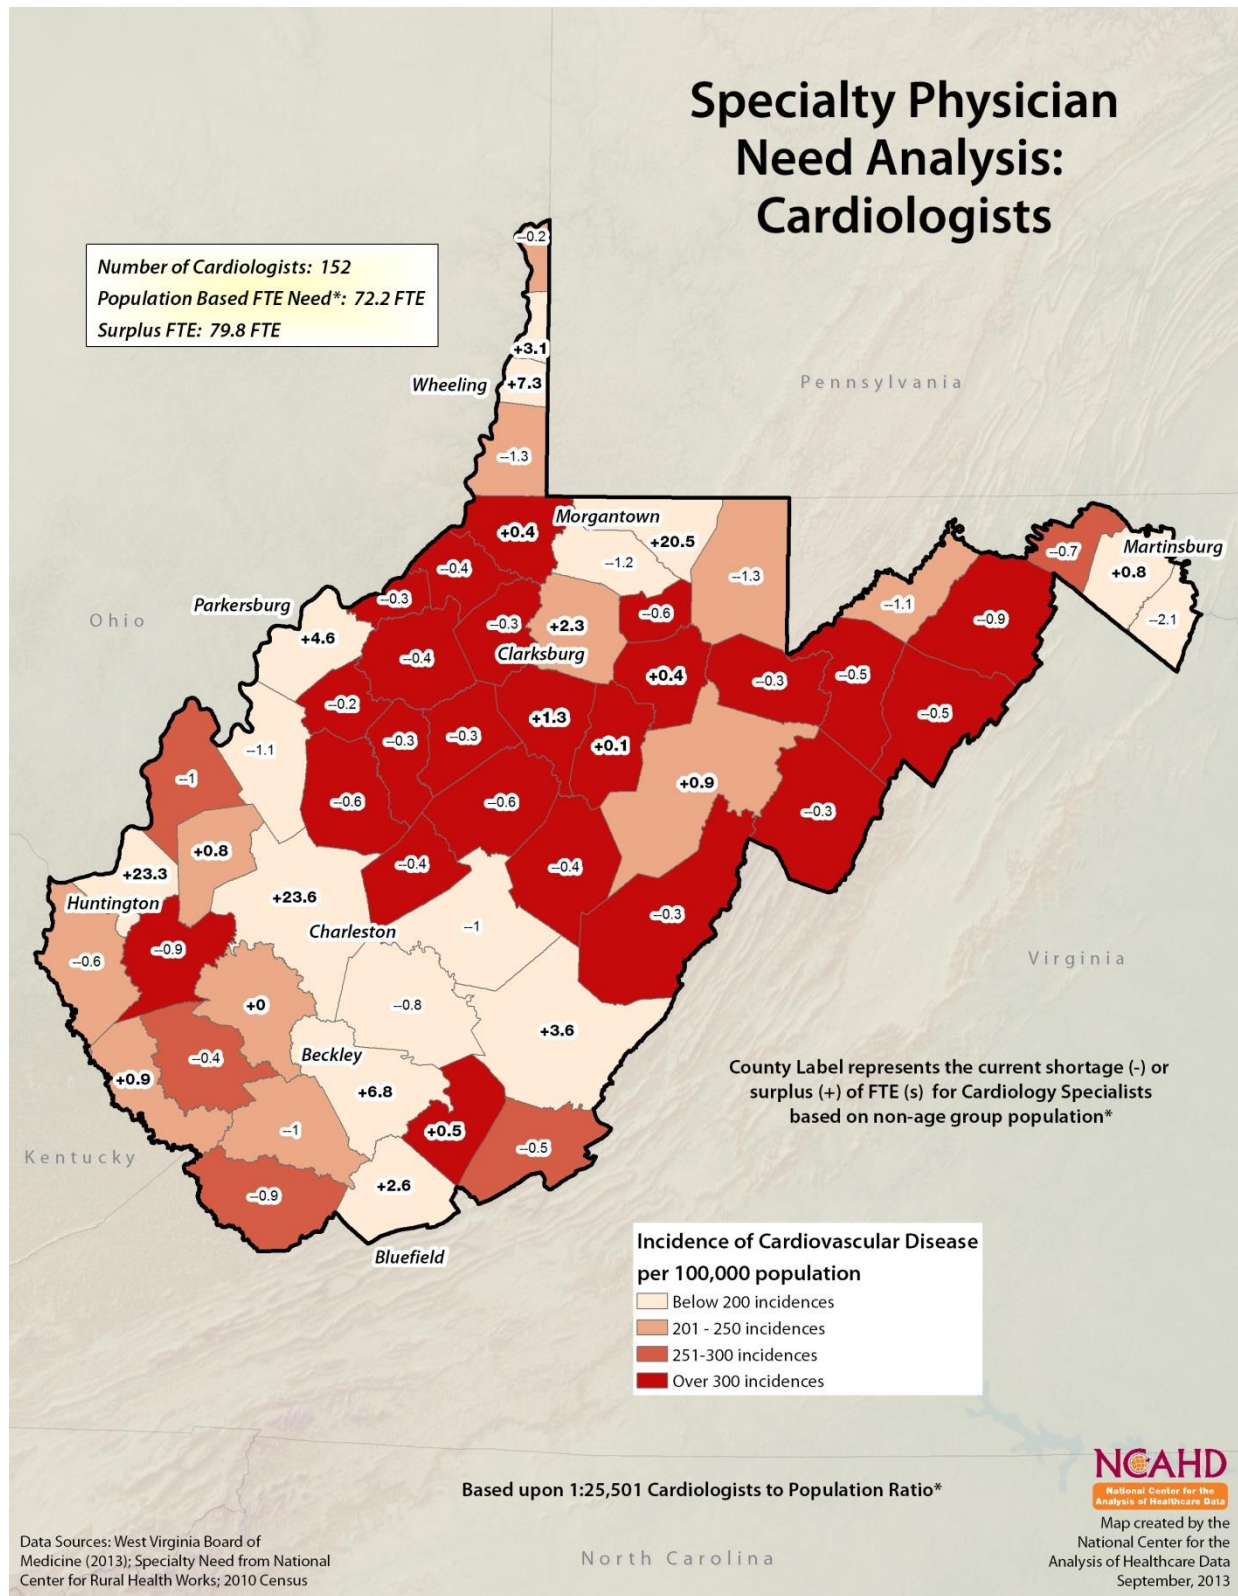 Specialty Physician
Need Analysis:
Cardiologists
Number of Cardiologists: 152
Population Based FTE Need*: 72.2 FTE
Surplus FTE: 79.8 FTE
--0.2
+3.1
Wheeling
+7.3
Pennsylvania
--1.3
Morgantown
+0.4
+20.5
--1.2
Martinsburg
--0.7
+0.8
--0.4
--1.3
--0.3
--1.1
Parkersburg
--0.6
--0.9
--2.1
Ohio
+4.6
--0.3
+2.3
Clarksburg
--0.4
+0.4
--0.3
--0.5
--0.2
--0.5
+1.3
--0.3
--0.3
+0.1
--1.1
--1
+0.9
--0.6
--0.6
--0.3
+0.8
--0.4
--0.4
+23.3
+23.6
Huntington
--0.3
Charleston
--1
--0.9
--0.6
Virginia
+0
--0.8
+3.6
Beckley
--0.4
+0.9
+6.8
County Label represents the current shortage (-) or
surplus (+) of FTE (s) for Cardiology Specialists
based on non-age group population*
--1
+0.5
--0.5
Kentucky
+2.6
--0.9
Bluefield
Incidence of Cardiovascular Disease
per 100,000 population
Below 200 incidences
201 - 250 incidences
251-300 incidences
Over 300 incidences
Based upon 1:25,501 Cardiologists to Population Ratio*
NCAHD
National Center for the
Analysis of Healthcare Data
Map created by the
National Center for the
Analysis of Healthcare Data
September, 2013
Data Sources: West Virginia Board of
Medicine (2013); Specialty Need from National
Center for Rural Health Works; 2010 Census
North Carolina